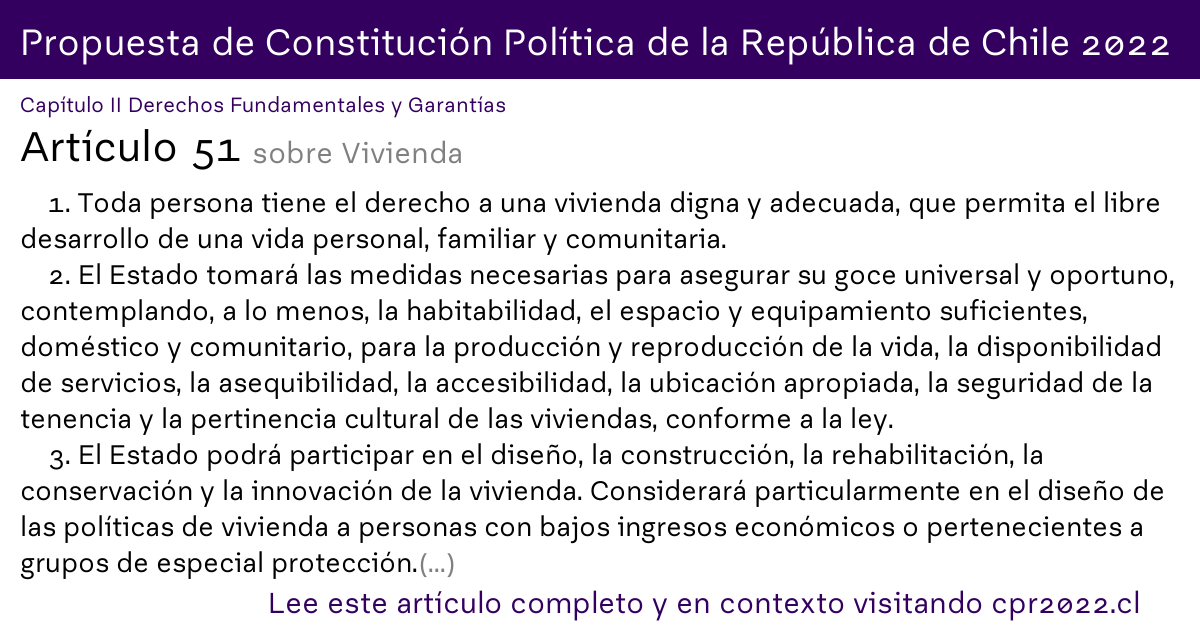 Propuesta de Constitución Política de la República de Chile 2022
Capítulo II Derechos Fundamentales y Garantías
Artículo 51 sobre Vivienda
1. Toda persona tiene el derecho a una vivienda digna y adecuada, que permita el libre
desarrollo de una vida personal, familiar y comunitaria.
2. El Estado tomará las medidas necesarias para asegurar su goce universal y oportuno,
contemplando, a lo menos, la habitabilidad, el espacio y equipamiento suficientes,
doméstico y comunitario, para la producción y reproducción de la vida, la disponibilidad
de servicios, la asequibilidad, la accesibilidad, la ubicación apropiada, la seguridad de la
tenencia y la pertinencia cultural de las viviendas, conforme a la ley.
3. El Estado podrá participar en el diseño, la construcción, la rehabilitación, la
conservación y la innovación de la vivienda. Considerará particularmente en el diseño de
las políticas de vivienda a personas con bajos ingresos económicos o pertenecientes a
grupos de especial protección.(...)
Lee este artículo completo y en contexto visitando cpr2022.cl